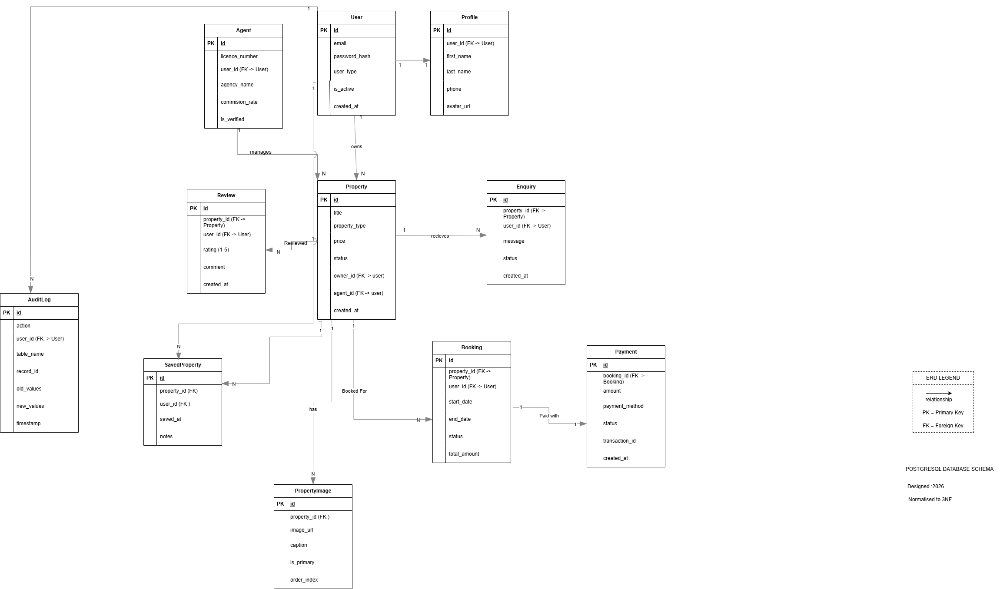 1
User
PK
id
email
password_hash
user_type
is_active
created_at
1
1
Profile
PK
id
user_id (FK -> User)
first_name
last_name
phone
avatar_url
1
1
Agent
PK
id
licence_number
user_id (FK -> User)
agency_name
commision_rate
is_verified
1
manages
N
owns
N
Property
PK
id
title
property_type
price
status
owner_id (FK -> user)
agent_id (FK -> user)
created_at
1
recieves
N
Enquiry
PK
id
property_id (FK ->
Property)
user_id (FK -> User)
message
status
created_at
Review
PK
id
property_id (FK ->
Property)
user_id (FK -> User)
rating (1-5)
comment
created_at
1
Reviewed
N
N
AuditLog
PK
id
action
user_id (FK -> User)
table_name
record_id
old_values
new_values
timestamp
1
1
1
N
SavedProperty
PK
id
property_id (FK)
user_id (FK )
saved_at
notes
N
Booked For
N
has
N
Booking
PK
id
property_id (FK ->
Property)
user_id (FK -> User)
start_date
end_date
status
total_amount
1
Paid with
1
Payment
PK
id
booking_id (FK ->
Booking)
amount
payment_method
status
transaction_id
created_at
PropertyImage
PK
id
property_id (FK )
image_url
caption
is_primary
order_index
ERD LEGEND
relationship
PK = Primary Key
FK = Foreign Key
POSTGRESQL DATABASE SCHEMA
Designed :2026
Normalised to 3NF